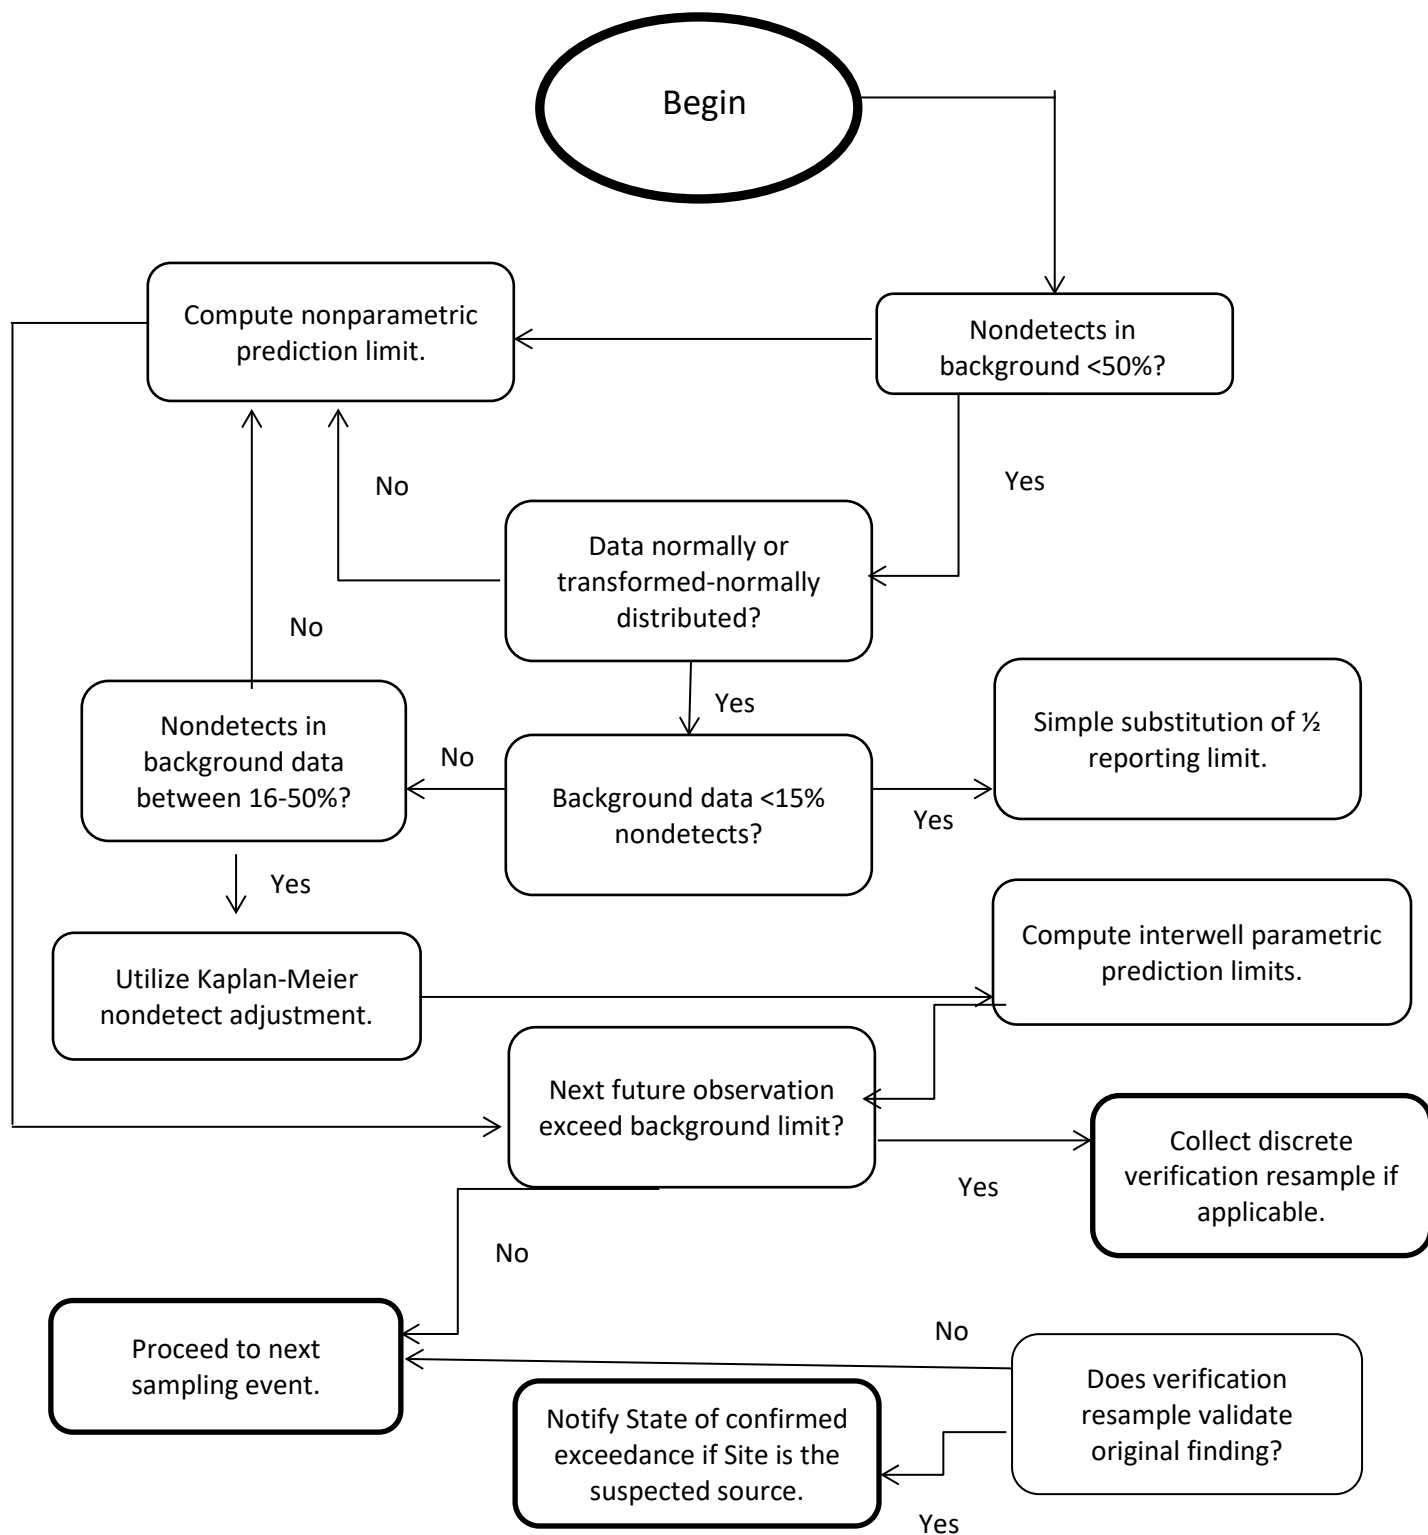 Begin
Compute nonparametric
prediction limit.
Nondetects in
background <50%?
No
Yes
Data normally or
transformed-normally
distributed?
No
Yes
Nondetects in
background data
between 16-50%?
No
Background data <15%
nondetects?
Yes
Simple substitution of ½
reporting limit.
Yes
Utilize Kaplan-Meier
nondetect adjustment.
Compute interwell parametric
prediction limits.
Next future observation
exceed background limit?
Yes
Collect discrete
verification resample if
applicable.
No
Proceed to next
sampling event.
No
Does verification
resample validate
original finding?
Notify State of confirmed
exceedance if Site is the
suspected source.
Yes